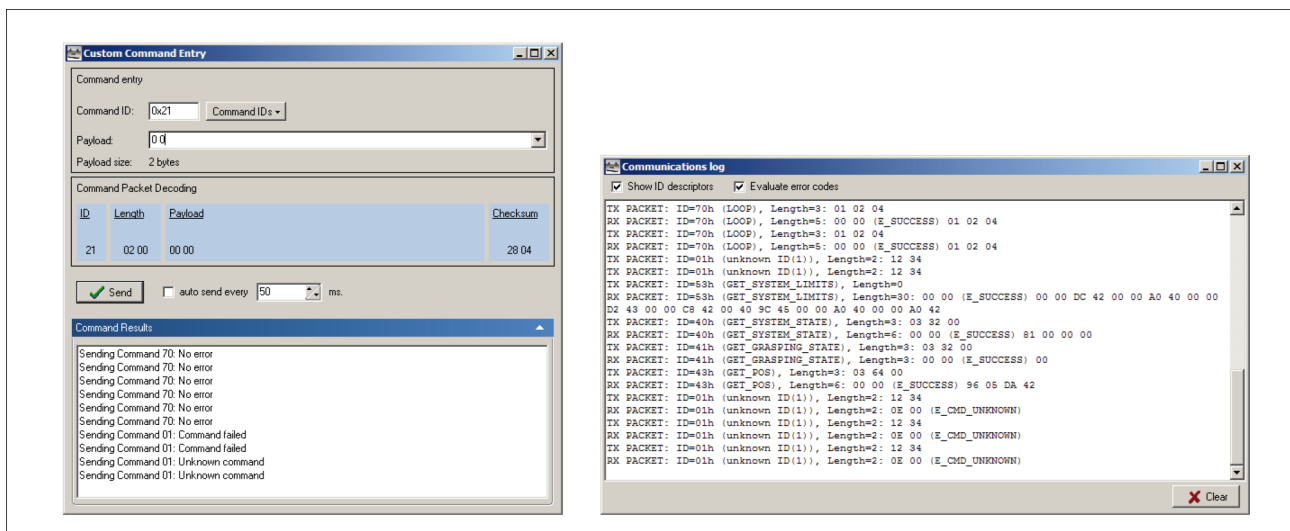 Custom Command Entry
Command entry
Command ID: 0x21 Command IDs
Payload: 0 0
Payload size: 2 bytes
Command Packet Decoding
ID Length Payload Checksum
21 02 00 00 00 28 04
Send auto send every 50 ms.
Command Results
Sending Command 70: No error
Sending Command 70: No error
Sending Command 70: No error
Sending Command 70: No error
Sending Command 70: No error
Sending Command 70: No error
Sending Command 01: Command failed
Sending Command 01: Command failed
Sending Command 01: Unknown command
Sending Command 01: Unknown command
Communications log
Show ID descriptors Evaluate error codes
TX PACKET: ID=70h (LOOP), Length=3: 01 02 04
RX PACKET: ID=70h (LOOP), Length=5: 00 00 (E_SUCCESS) 01 02 04
TX PACKET: ID=70h (LOOP), Length=3: 01 02 04
RX PACKET: ID=70h (LOOP), Length=5: 00 00 (E_SUCCESS) 01 02 04
TX PACKET: ID=01h (unknown ID(1)), Length=2: 12 34
TX PACKET: ID=01h (unknown ID(1)), Length=2: 12 34
TX PACKET: ID=53h (GET_SYSTEM_LIMITS), Length=0
RX PACKET: ID=53h (GET_SYSTEM_LIMITS), Length=30: 00 00 (E_SUCCESS) 00 00 DC 42 00 00 A0 40 00 00
D2 43 00 00 C8 42 00 40 9C 45 00 00 A0 40 00 00 A0 42
TX PACKET: ID=40h (GET_SYSTEM_STATE), Length=3: 03 32 00
RX PACKET: ID=40h (GET_SYSTEM_STATE), Length=6: 00 00 (E_SUCCESS) 81 00 00 00
TX PACKET: ID=41h (GET_GRASPING_STATE), Length=3: 03 32 00
RX PACKET: ID=41h (GET_GRASPING_STATE), Length=3: 00 00 (E_SUCCESS) 00
TX PACKET: ID=43h (GET_POS), Length=3: 03 64 00
RX PACKET: ID=43h (GET_POS), Length=6: 00 00 (E_SUCCESS) 96 05 DA 42
TX PACKET: ID=01h (unknown ID(1)), Length=2: 12 34
RX PACKET: ID=01h (unknown ID(1)), Length=2: 0E 00 (E_CMD_UNKNOWN)
TX PACKET: ID=01h (unknown ID(1)), Length=2: 12 34
RX PACKET: ID=01h (unknown ID(1)), Length=2: 0E 00 (E_CMD_UNKNOWN)
TX PACKET: ID=01h (unknown ID(1)), Length=2: 12 34
RX PACKET: ID=01h (unknown ID(1)), Length=2: 0E 00 (E_CMD_UNKNOWN)
Clear